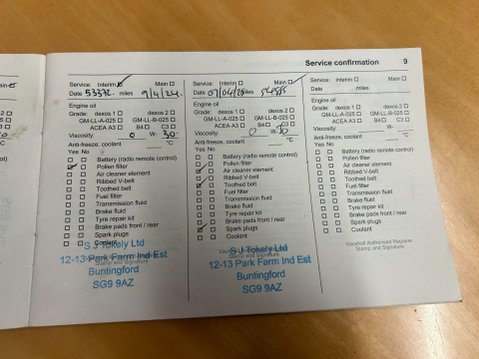 Service confirmation 9
Main
Service: Interim Main
Date 53372. miles 9/4/24.
Engine oil
Grade: dexos 1 dexos 2
GM-LL-A-025 GM-LL-B-025
ACEA A3 B4 C3
Viscosity: 0 W- 30
Anti-freeze, coolant °C
Yes No
Battery (radio remote control)
Pollen filter
Air cleaner element
Ribbed V-belt
Toothed belt
Fuel filter
Transmission fluid
Brake fluid
Tyre repair kit
Brake pads front / rear
Spark plugs
Coolant
Stamp and Signature
S J Tokely Ltd
12-13 Park Farm Ind Est
Buntingford
SG9 9AZ
Service: Interim Main
Date miles
Engine oil
Grade: dexos 1 dexos 2
GM-LL-A-025 GM-LL-B-025
ACEA A3 B4 C3
Viscosity: 0 W- 30
Anti-freeze, coolant °C
Yes No
Battery (radio remote control)
Pollen filter
Air cleaner element
Ribbed V-belt
Toothed belt
Fuel filter
Transmission fluid
Brake fluid
Tyre repair kit
Brake pads front / rear
Spark plugs
Coolant
Stamp and Signature
S J Tokely Ltd
12-13 Park Farm Ind Est
Buntingford
SG9 9AZ
Service: Interim Main
Date miles
Engine oil
Grade: dexos 1 dexos 2
GM-LL-A-025 GM-LL-B-025
ACEA A3 B4 C3
Viscosity: W-
Anti-freeze, coolant °C
Yes No
Battery (radio remote control)
Pollen filter
Air cleaner element
Ribbed V-belt
Toothed belt
Fuel filter
Transmission fluid
Brake fluid
Tyre repair kit
Brake pads front / rear
Spark plugs
Coolant
Vauxhall Authorised Repairer
Stamp and Signature